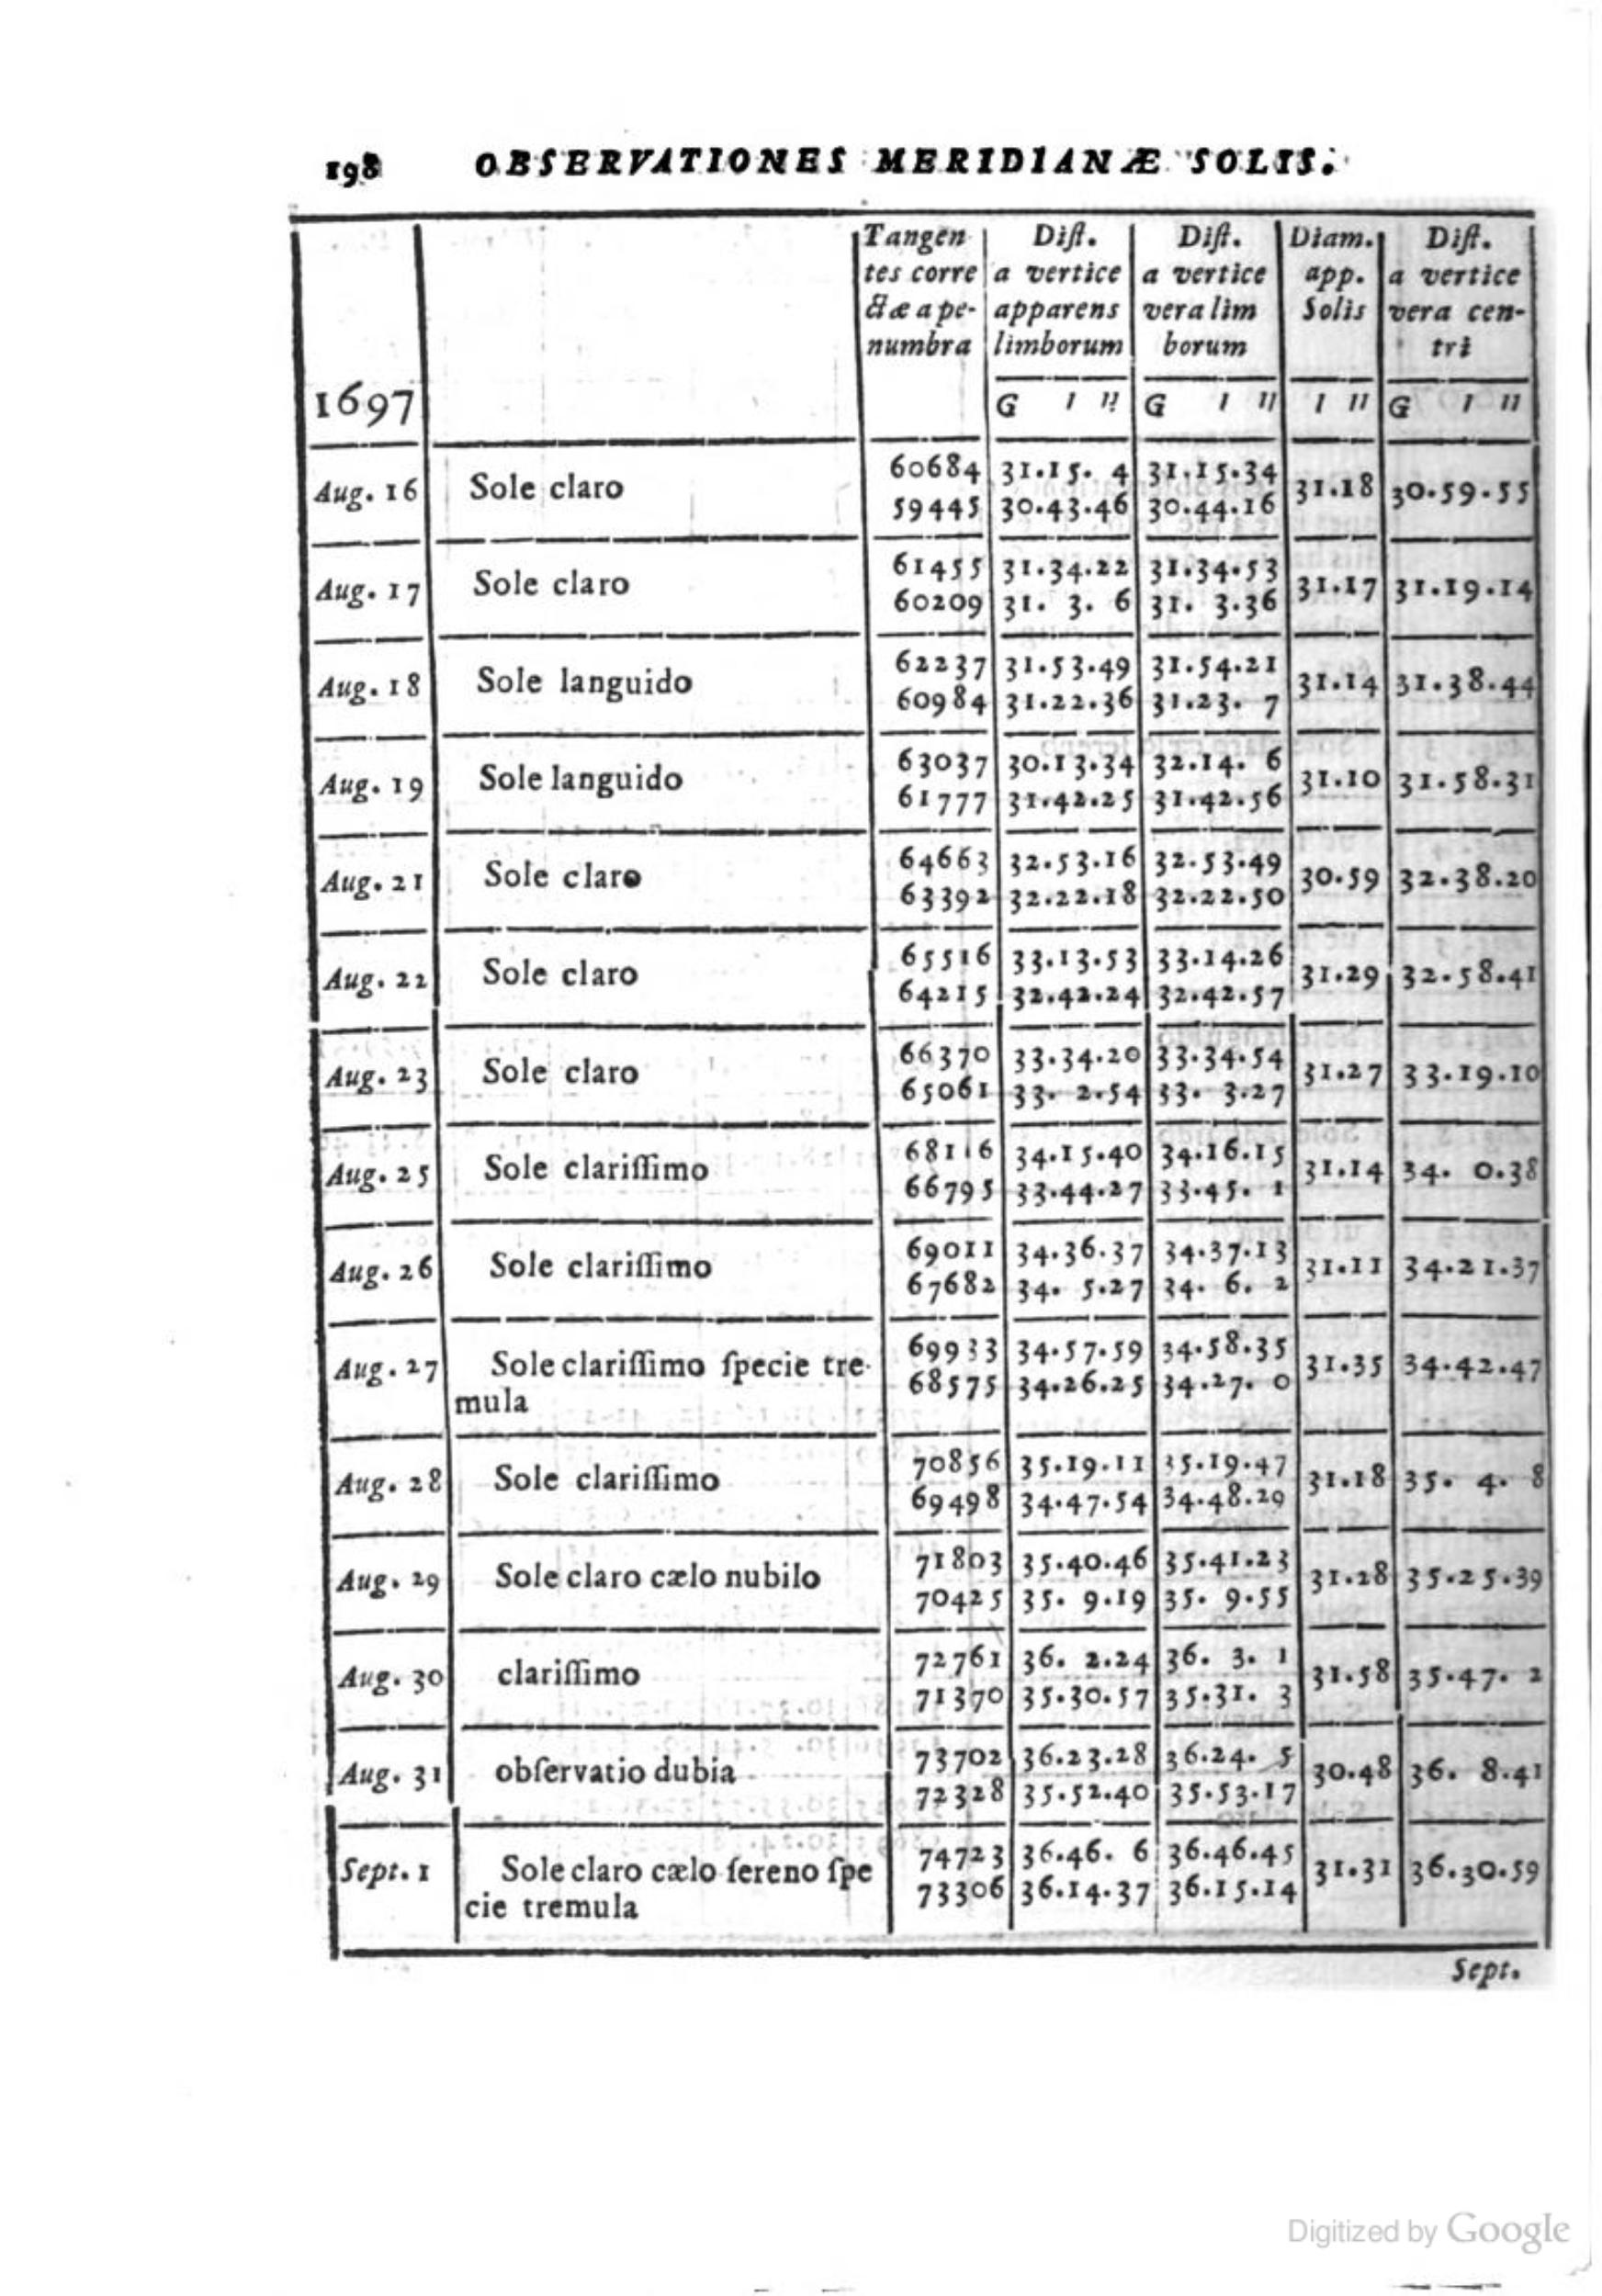 198 OBSERVATIONES MERIDIANÆ SOLIS.
1697
Tangen Diſt. Diſt. Diam. Diſt.
tes corre a vertice a vertice app. a vertice
ctæ a pe- apparens vera lim Solis vera cen-
numbra limborum borum tri
G I II G I II I II G I II
60684 31.15. 4 31.15.34
Aug. 16 Sole claro 31.18 30.59.55
59445 30.43.46 30.44.16
61455 31.34.22 31.34.53
Aug. 17 Sole claro 31.17 31.19.14
60209 31. 3. 6 31. 3.36
62237 31.53.49 31.54.21
Aug. 18 Sole languido 31.14 31.38.44
60984 31.22.36 31.23. 7
63037 30.13.34 32.14. 6
Aug. 19 Sole languido 31.10 31.58.31
61777 31.42.25 31.42.56
64663 32.53.16 32.53.49
Aug. 21 Sole claro 30.59 32.38.20
63392 32.22.18 32.22.50
65516 33.13.53 33.14.26
Aug. 22 Sole claro 31.29 32.58.41
64215 32.42.24 32.42.57
66370 33.34.20 33.34.54
Aug. 23 Sole claro 31.27 33.19.10
65061 33. 2.54 33. 3.27
68116 34.15.40 34.16.15
Aug. 25 Sole clariſſimo 31.14 34. 0.38
66795 33.44.27 33.45. 1
69011 34.36.37 34.37.13
Aug. 26 Sole clariſſimo 31.11 34.21.37
67682 34. 5.27 34. 6. 2
69933 34.57.59 34.58.35
Aug. 27 Sole clariſſimo ſpecie tre- 31.35 34.42.47
68575 34.26.25 34.27. 0
mula
70856 35.19.11 35.19.47
Aug. 28 Sole clariſſimo 31.18 35. 4. 8
69498 34.47.54 34.48.29
71803 35.40.46 35.41.23
Aug. 29 Sole claro cælo nubilo 31.28 35.25.39
70425 35. 9.19 35. 9.55
72761 36. 2.24 36. 3. 1
Aug. 30 clariſſimo 31.58 35.47. 2
71370 35.30.57 35.31. 3
73702 36.23.28 36.24. 5
Aug. 31 obſervatio dubia 30.48 36. 8.41
72328 35.52.40 35.53.17
74723 36.46. 6 36.46.45
Sept. 1 Sole claro cælo ſereno ſpe 31.31 36.30.59
73306 36.14.37 36.15.14
cie tremula
Sept.
Digitized by Google